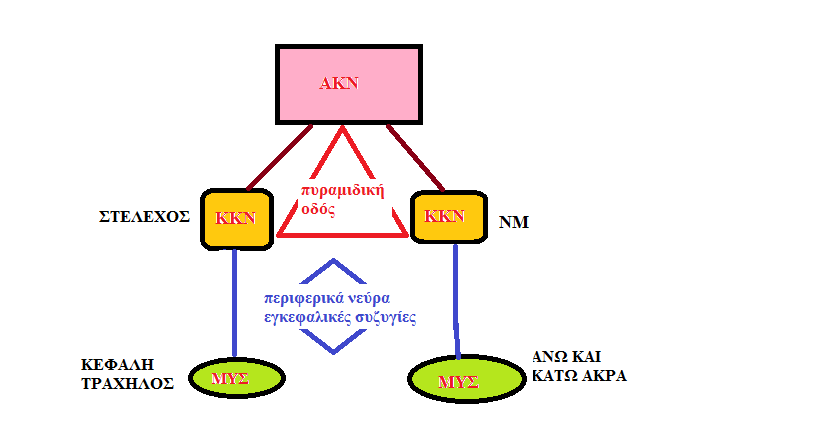 ΑΚΝ
πυραμιδική
οδός
ΣΤΕΛΕΧΟΣ
ΚΚΝ
ΚΚΝ
ΝΜ
περιφερικά νεύρα
εγκεφαλικές συζυγίες
ΚΕΦΑΛΗ
ΤΡΑΧΗΛΟΣ
ΜΥΣ
ΜΥΣ
ΑΝΩ ΚΑΙ
ΚΑΤΩ ΑΚΡΑ